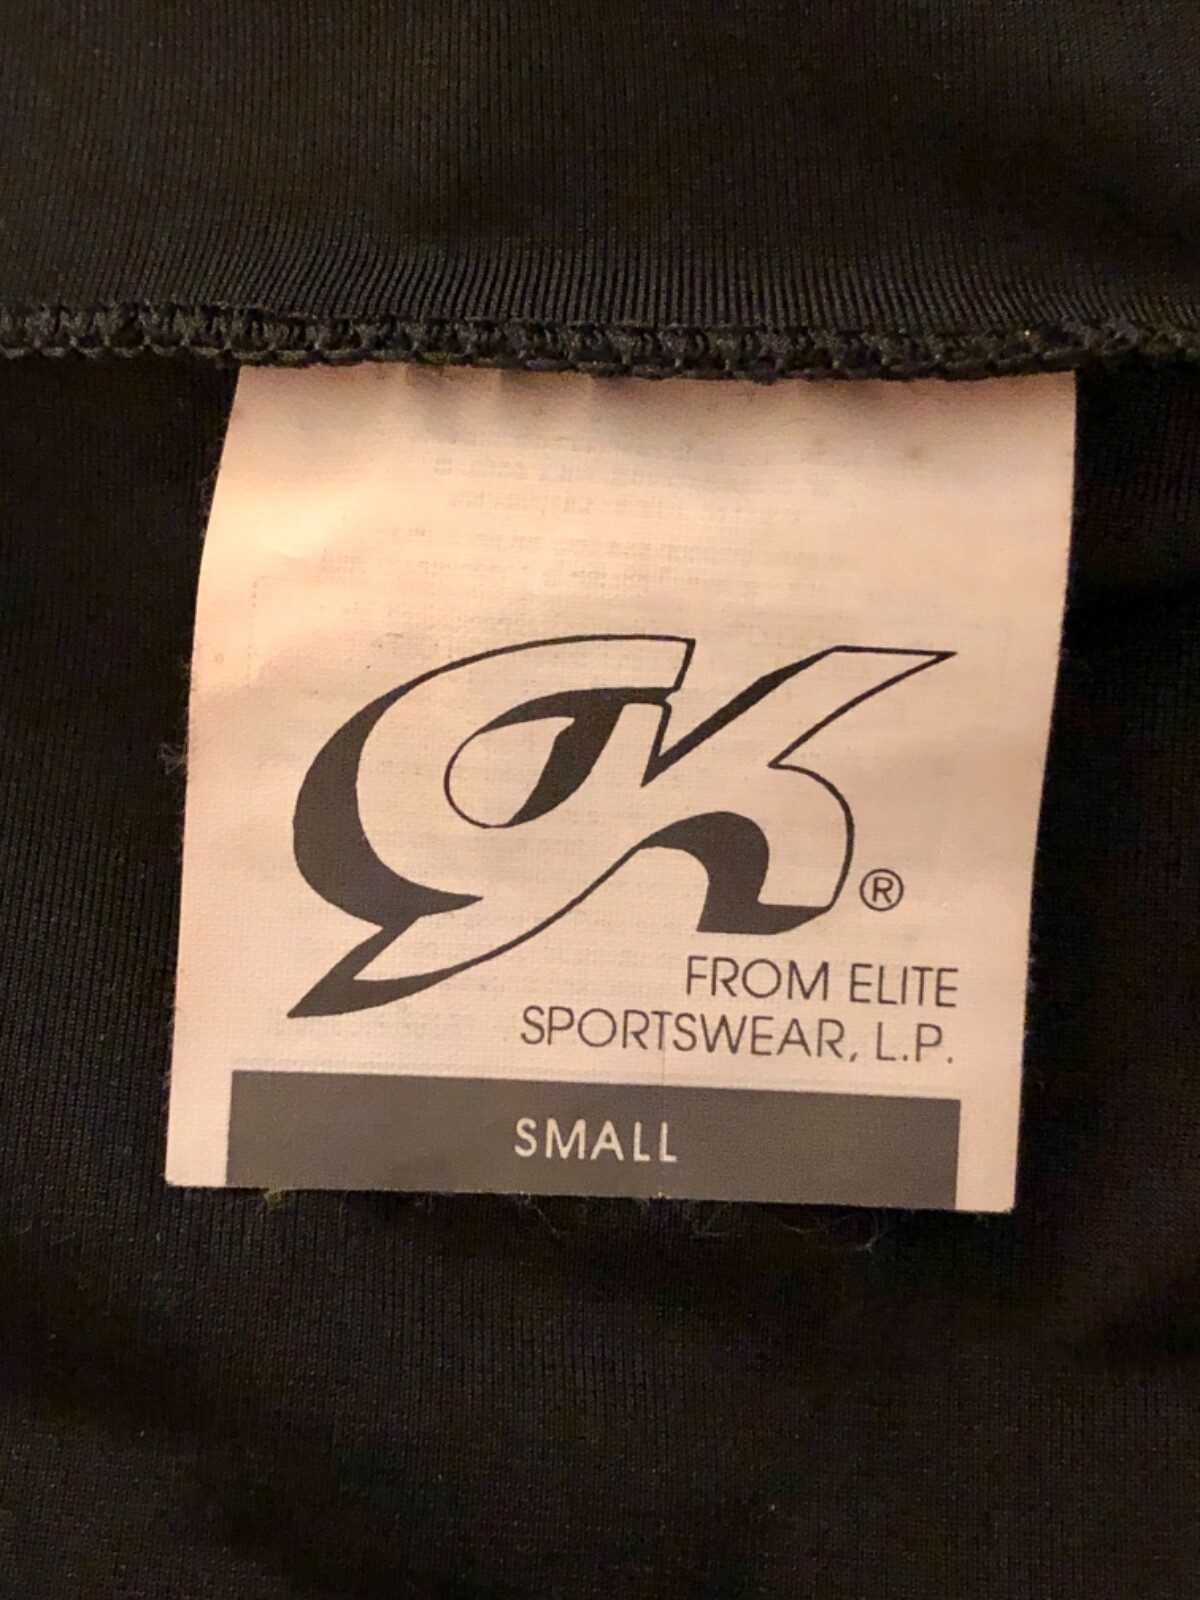 GK®
FROM ELITE
SPORTSWEAR, L.P.
SMALL